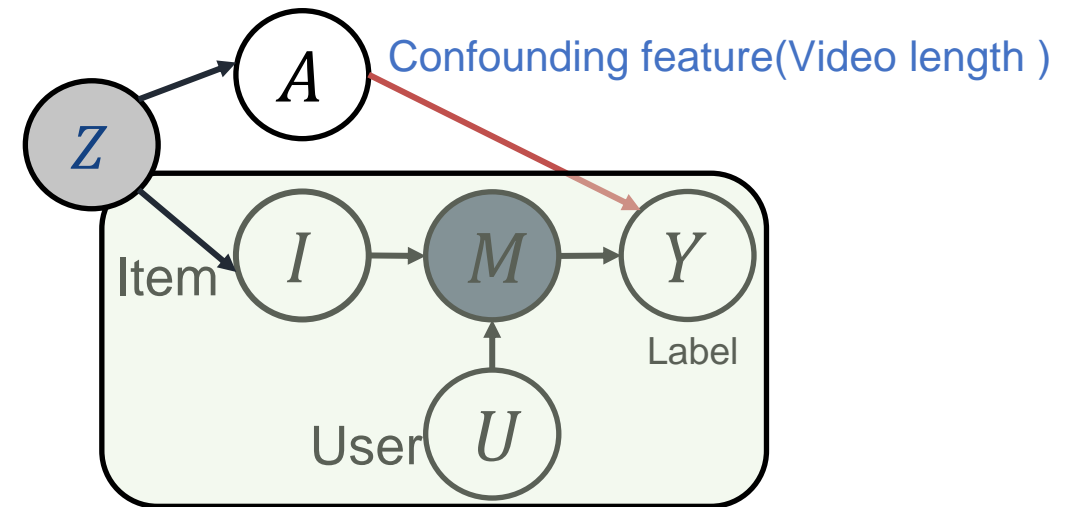 A Confounding feature(Video length )
Z
Item I M Y
Label
User U